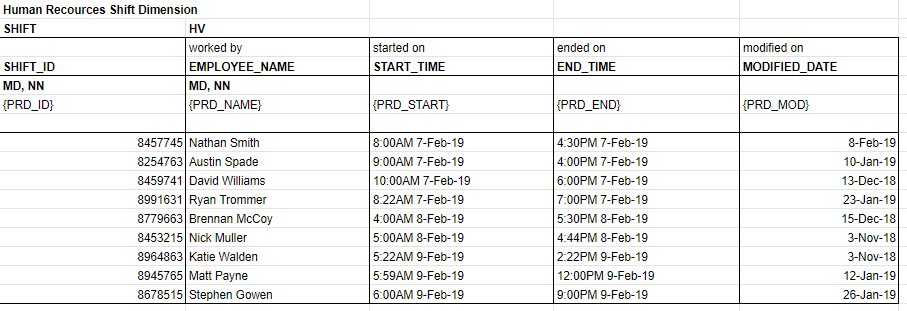 Human Recources Shift Dimension
SHIFT HV
worked by started on ended on modified on
SHIFT_ID EMPLOYEE_NAME START_TIME END_TIME MODIFIED_DATE
MD, NN MD, NN
{PRD_ID} {PRD_NAME} {PRD_START} {PRD_END} {PRD_MOD}
8457745 Nathan Smith 8:00AM 7-Feb-19 4:30PM 7-Feb-19 8-Feb-19
8254763 Austin Spade 9:00AM 7-Feb-19 4:00PM 7-Feb-19 10-Jan-19
8459741 David Williams 10:00AM 7-Feb-19 6:00PM 7-Feb-19 13-Dec-18
8991631 Ryan Trommer 8:22AM 7-Feb-19 7:00PM 7-Feb-19 23-Jan-19
8779663 Brennan McCoy 4:00AM 8-Feb-19 5:30PM 8-Feb-19 15-Dec-18
8453215 Nick Muller 5:00AM 8-Feb-19 4:44PM 8-Feb-19 3-Nov-18
8964863 Katie Walden 5:22AM 9-Feb-19 2:22PM 9-Feb-19 3-Nov-18
8945765 Matt Payne 5:59AM 9-Feb-19 12:00PM 9-Feb-19 12-Jan-19
8678515 Stephen Gowen 6:00AM 9-Feb-19 9:00PM 9-Feb-19 26-Jan-19